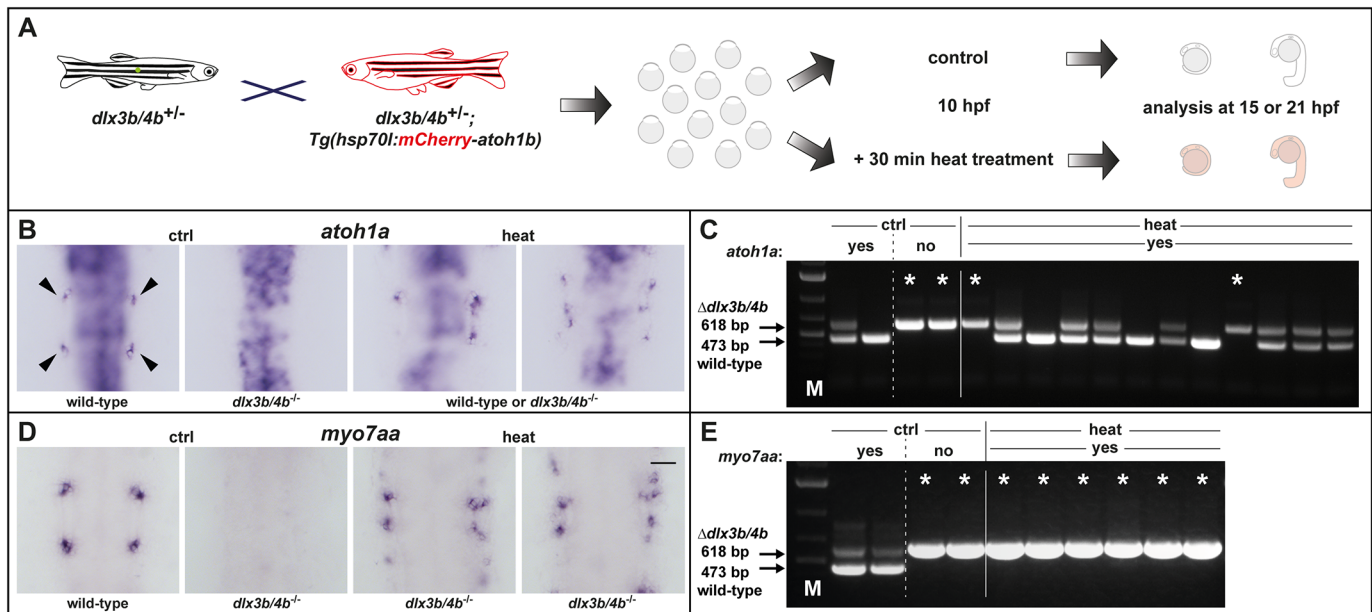 A
dlx3b/4b+/-
dlx3b/4b+/-;
Tg(hsp70l:mCherry-atoh1b)
control
10 hpf
+ 30 min heat treatment
analysis at 15 or 21 hpf
B
ctrl
atoh1a
heat
wild-type
dlx3b/4b-/-
wild-type or dlx3b/4b-/-
C
ctrl
heat
atoh1a:
yes
no
yes
* * * *
Δdlx3b/4b
618 bp
473 bp
wild-type
M
D
ctrl
myo7aa
heat
wild-type
dlx3b/4b-/-
dlx3b/4b-/-
dlx3b/4b-/-
E
ctrl
heat
myo7aa:
yes
no
yes
* * * * * * * *
Δdlx3b/4b
618 bp
473 bp
wild-type
M